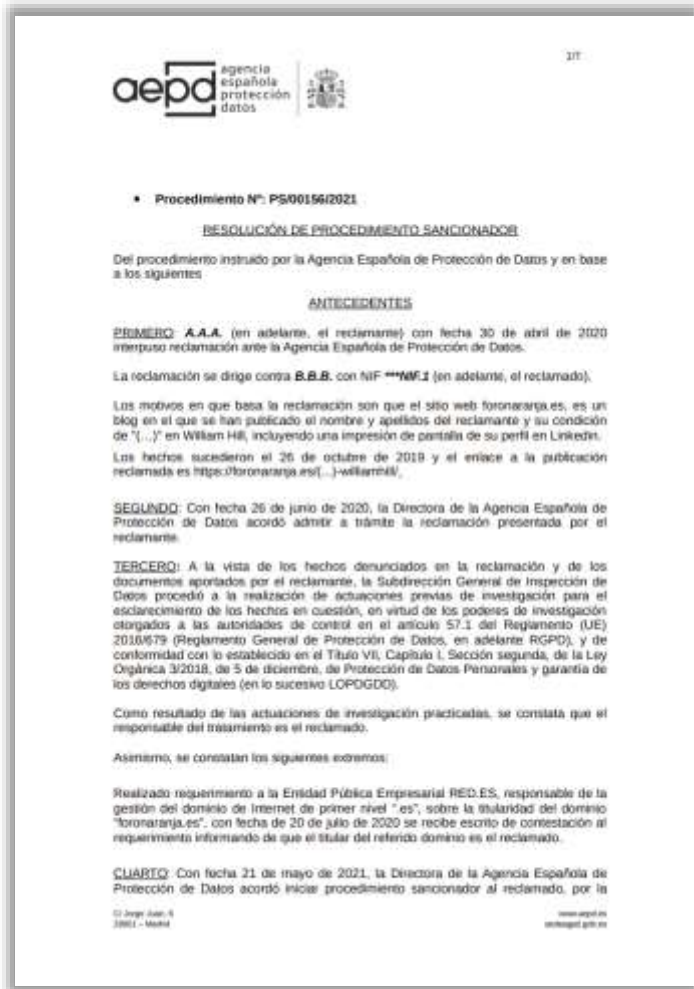 1/7
aepd
agencia
española
protección
datos
• Procedimiento Nº: PS/00156/2021
RESOLUCIÓN DE PROCEDIMIENTO SANCIONADOR
Del procedimiento instruido por la Agencia Española de Protección de Datos y en base
a los siguientes
ANTECEDENTES
PRIMERO: A.A.A. (en adelante, el reclamante) con fecha 30 de abril de 2020
interpuso reclamación ante la Agencia Española de Protección de Datos.
La reclamación se dirige contra B.B.B. con NIF ***NIF.1 (en adelante, el reclamado).
Los motivos en que basa la reclamación son que el sitio web foronaranja.es, es un
blog en el que se han publicado el nombre y apellidos del reclamante y su condición
de "(…)" en William Hill, incluyendo una impresión de pantalla de su perfil en Linkedin.
Los hechos sucedieron el 26 de octubre de 2019 y el enlace a la publicación
reclamada es https://foronaranja.es/(…)-williamhill/,
SEGUNDO: Con fecha 26 de junio de 2020, la Directora de la Agencia Española de
Protección de Datos acordó admitir a trámite la reclamación presentada por el
reclamante.
TERCERO: A la vista de los hechos denunciados en la reclamación y de los
documentos aportados por el reclamante, la Subdirección General de Inspección de
Datos procedió a la realización de actuaciones previas de investigación para el
esclarecimiento de los hechos en cuestión, en virtud de los poderes de investigación
otorgados a las autoridades de control en el artículo 57.1 del Reglamento (UE)
2016/679 (Reglamento General de Protección de Datos, en adelante RGPD), y de
conformidad con lo establecido en el Título VII, Capítulo I, Sección segunda, de la Ley
Orgánica 3/2018, de 5 de diciembre, de Protección de Datos Personales y garantía de
los derechos digitales (en lo sucesivo LOPDGDD).
Como resultado de las actuaciones de investigación practicadas, se constata que el
responsable del tratamiento es el reclamado.
Asimismo, se constatan los siguientes extremos:
Realizado requerimiento a la Entidad Pública Empresarial RED.ES, responsable de la
gestión del dominio de Internet de primer nivel ".es", sobre la titularidad del dominio
"foronaranja.es", con fecha de 20 de julio de 2020 se recibe escrito de contestación al
requerimiento informando de que el titular del referido dominio es el reclamado.
CUARTO: Con fecha 21 de mayo de 2021, la Directora de la Agencia Española de
Protección de Datos acordó iniciar procedimiento sancionador al reclamado, por la
C/ Jorge Juan, 6
28001 – Madrid
www.aepd.es
sedeagpd.gob.es